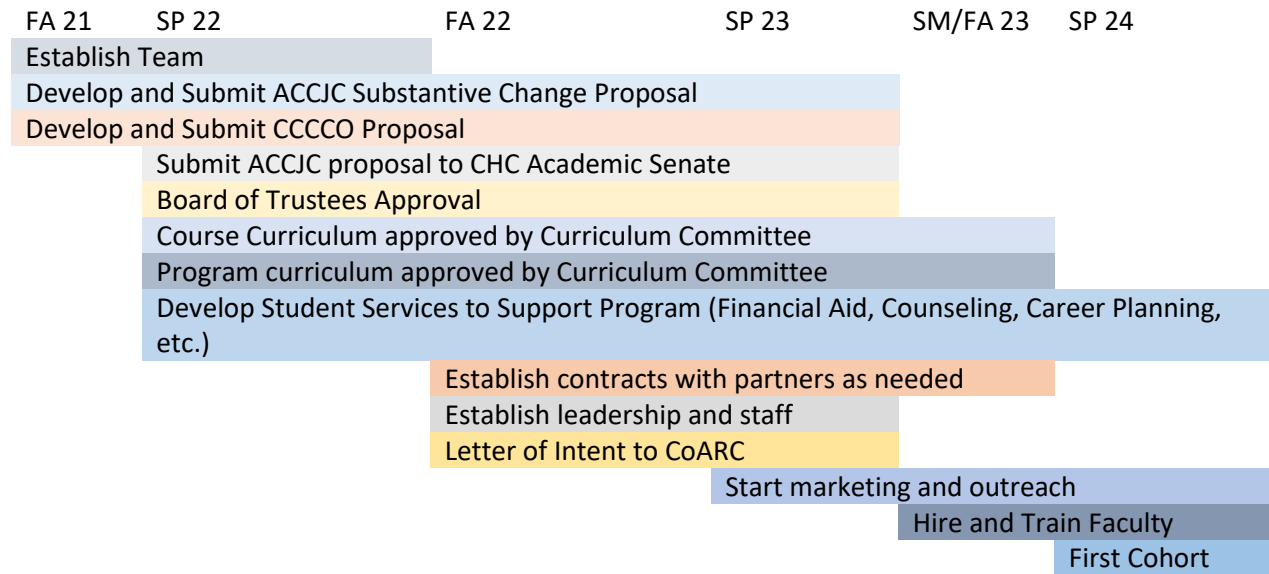 FA 21 SP 22 FA 22 SP 23 SM/FA 23 SP 24
Establish Team
Develop and Submit ACCJC Substantive Change Proposal
Develop and Submit CCCCO Proposal
Submit ACCJC proposal to CHC Academic Senate
Board of Trustees Approval
Course Curriculum approved by Curriculum Committee
Program curriculum approved by Curriculum Committee
Develop Student Services to Support Program (Financial Aid, Counseling, Career Planning,
etc.)
Establish contracts with partners as needed
Establish leadership and staff
Letter of Intent to CoARC
Start marketing and outreach
Hire and Train Faculty
First Cohort